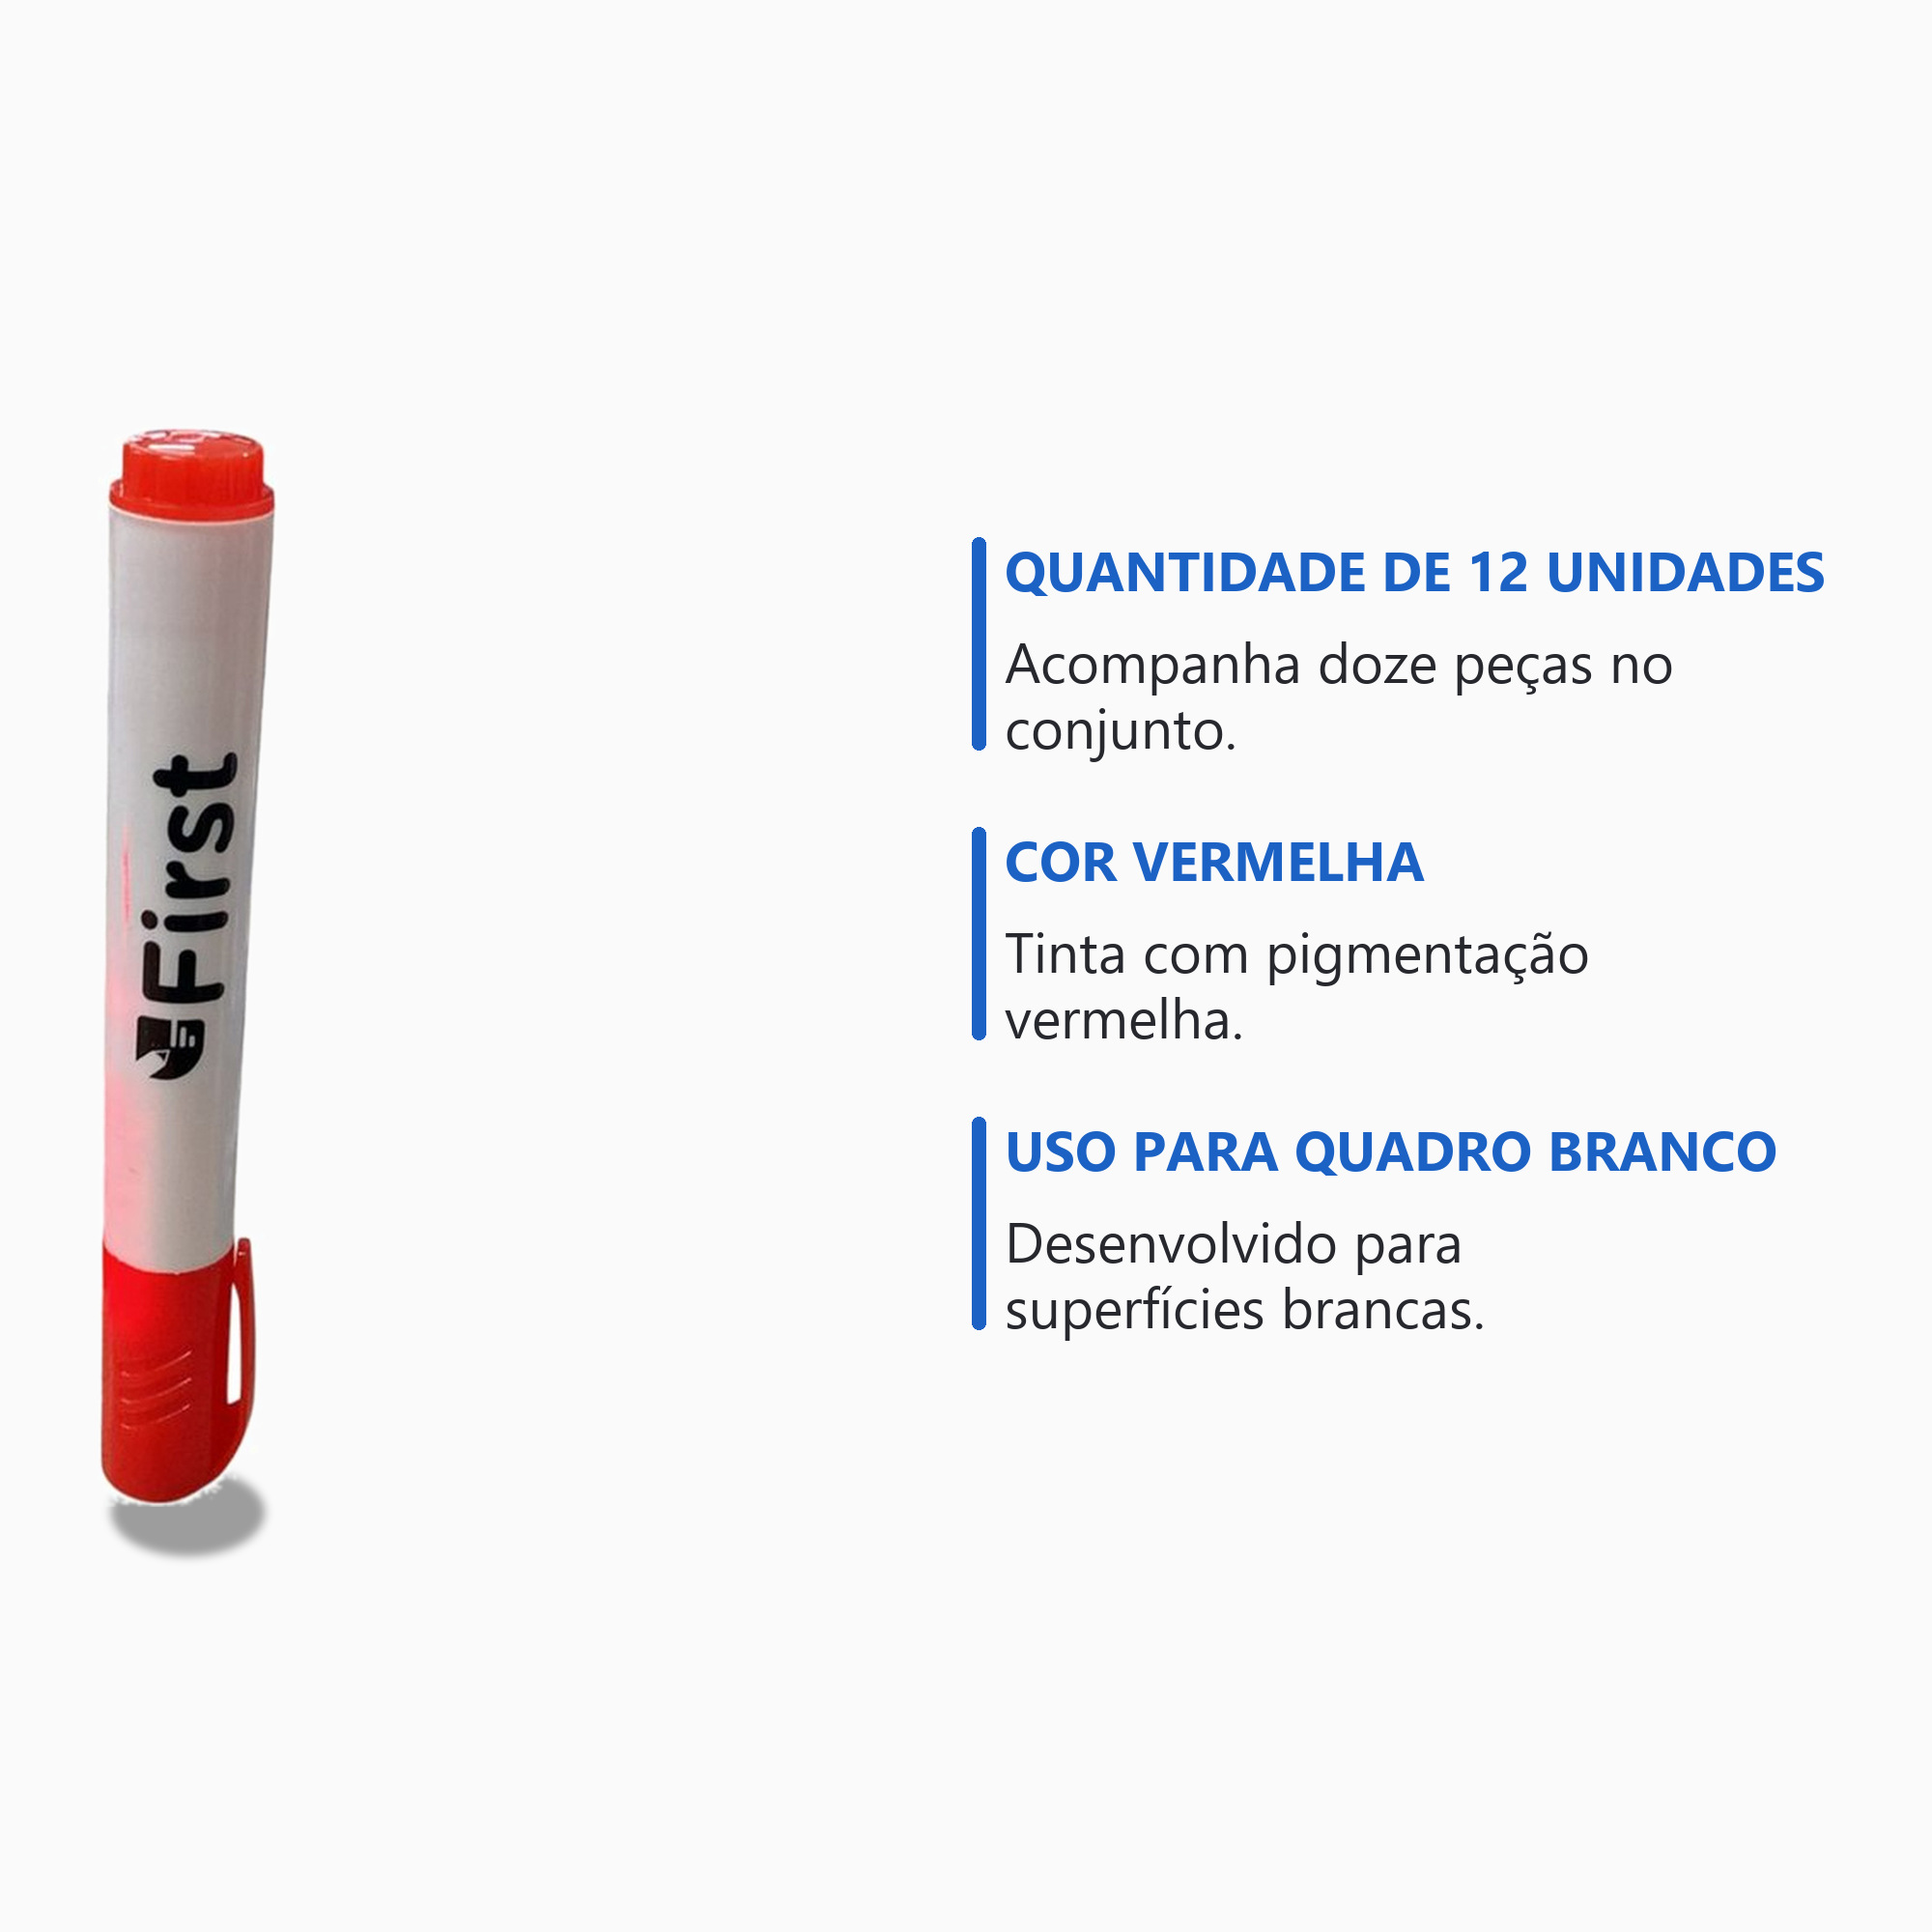 First
QUANTIDADE DE 12 UNIDADES
Acompanha doze peças no
conjunto.
COR VERMELHA
Tinta com pigmentação
vermelha.
USO PARA QUADRO BRANCO
Desenvolvido para
superfícies brancas.